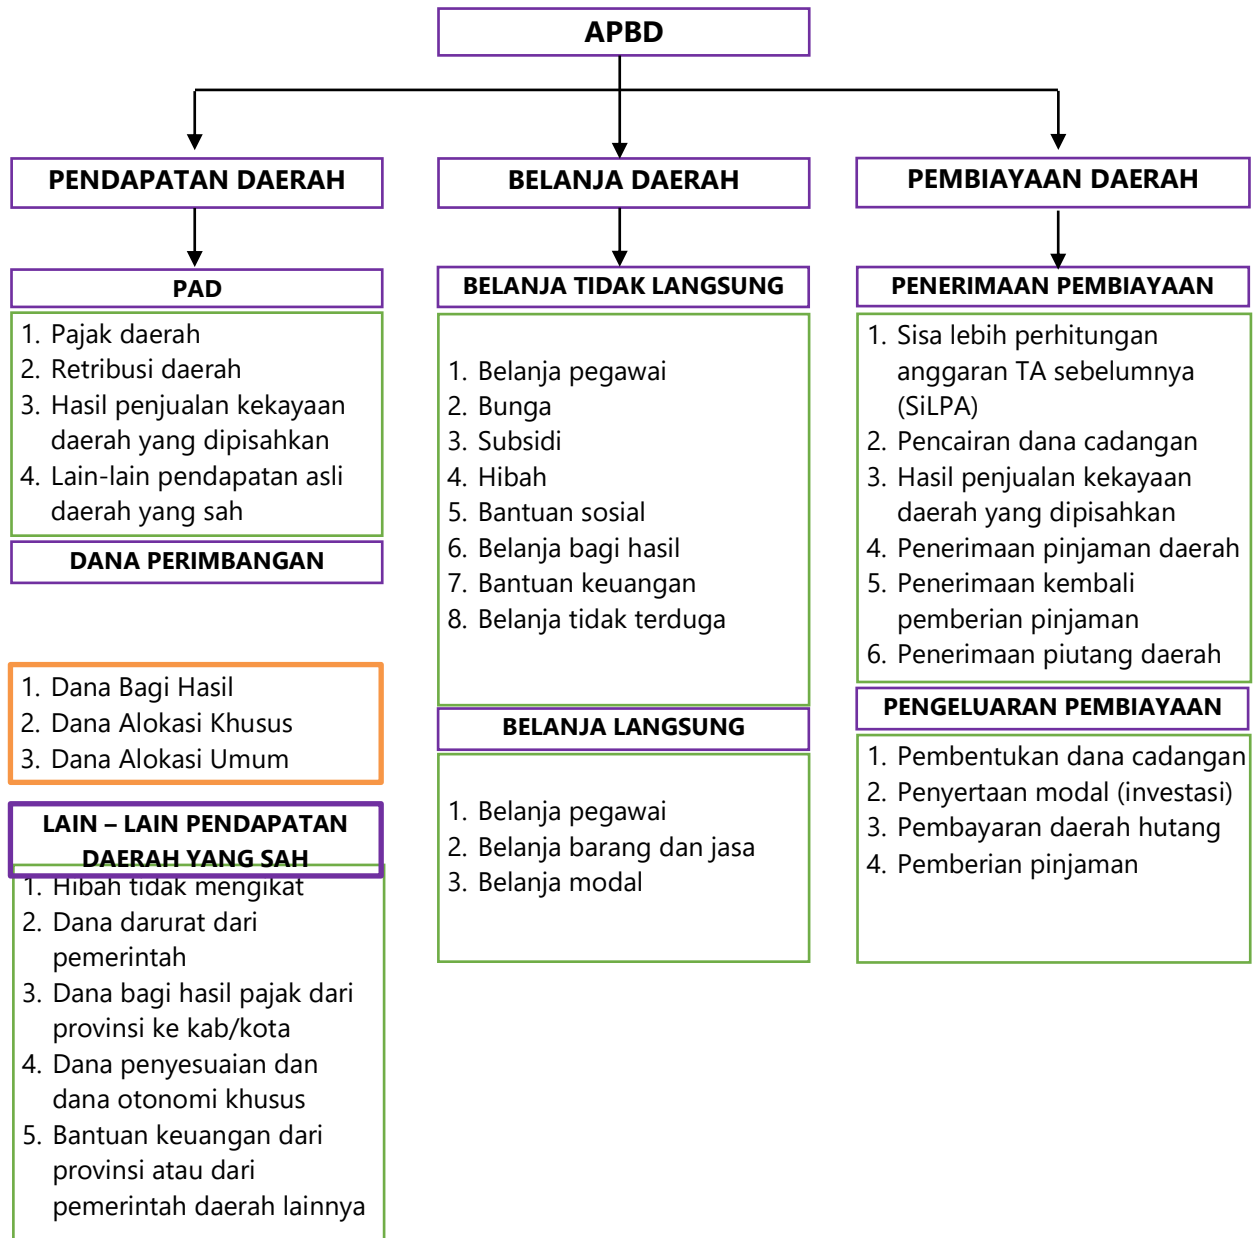 APBD
PENDAPATAN DAERAH
PAD
1. Pajak daerah
2. Retribusi daerah
3. Hasil penjualan kekayaan
daerah yang dipisahkan
4. Lain-lain pendapatan asli
daerah yang sah
DANA PERIMBANGAN
1. Dana Bagi Hasil
2. Dana Alokasi Khusus
3. Dana Alokasi Umum
LAIN – LAIN PENDAPATAN
DAERAH YANG SAH
1. Hibah tidak mengikat
2. Dana darurat dari
pemerintah
3. Dana bagi hasil pajak dari
provinsi ke kab/kota
4. Dana penyesuaian dan
dana otonomi khusus
5. Bantuan keuangan dari
provinsi atau dari
pemerintah daerah lainnya
BELANJA DAERAH
BELANJA TIDAK LANGSUNG
1. Belanja pegawai
2. Bunga
3. Subsidi
4. Hibah
5. Bantuan sosial
6. Belanja bagi hasil
7. Bantuan keuangan
8. Belanja tidak terduga
BELANJA LANGSUNG
1. Belanja pegawai
2. Belanja barang dan jasa
3. Belanja modal
PEMBIAYAAN DAERAH
PENERIMAAN PEMBIAYAAN
1. Sisa lebih perhitungan
anggaran TA sebelumnya
(SiLPA)
2. Pencairan dana cadangan
3. Hasil penjualan kekayaan
daerah yang dipisahkan
4. Penerimaan pinjaman daerah
5. Penerimaan kembali
pemberian pinjaman
6. Penerimaan piutang daerah
PENGELUARAN PEMBIAYAAN
1. Pembentukan dana cadangan
2. Penyertaan modal (investasi)
3. Pembayaran daerah hutang
4. Pemberian pinjaman